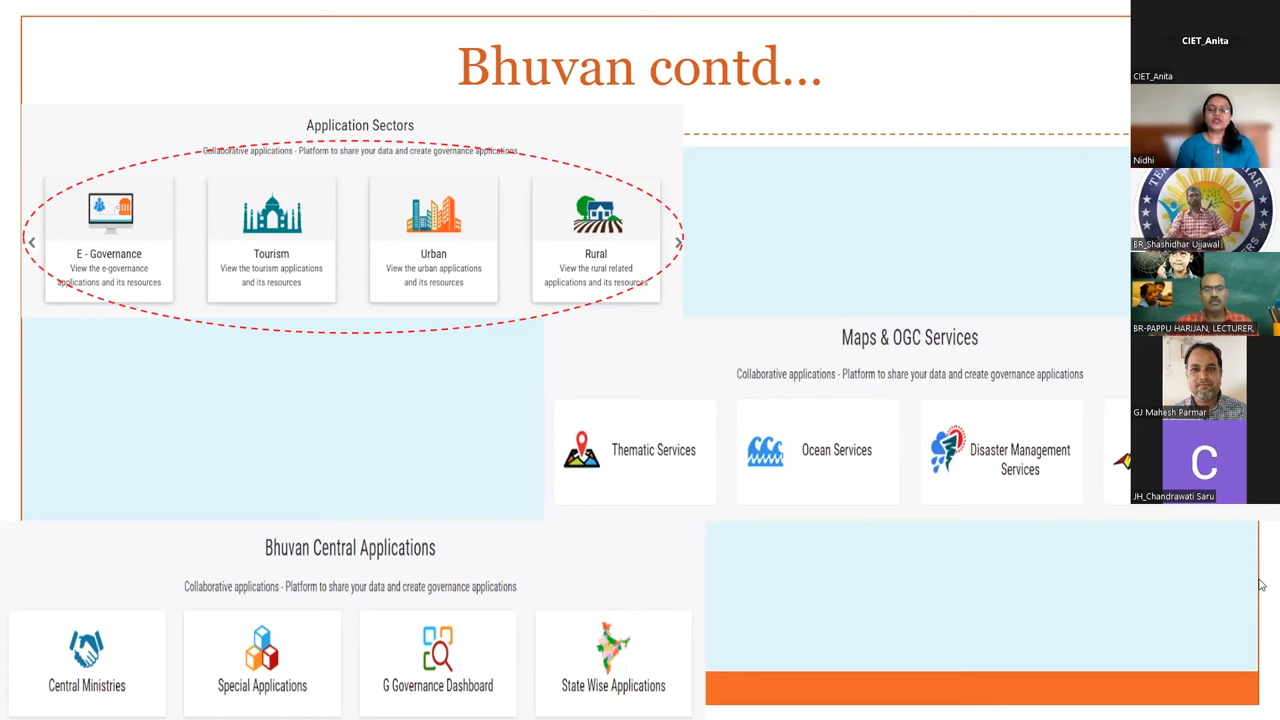 Bhuvan contd...
Application Sectors
Collaborative applications - Platform to share your data and create governance applications
E - Governance
View the e-governance
applications and its resources
Tourism
View the tourism applications
and its resources
Urban
View the urban applications
and its resources
Rural
View the rural related
applications and its resources
Maps & OGC Services
Collaborative applications - Platform to share your data and create governance applications
Thematic Services
Ocean Services
Disaster Management
Services
Bhuvan Central Applications
Collaborative applications - Platform to share your data and create governance applications
Central Ministries
Special Applications
G Governance Dashboard
State Wise Applications
CIET_Anita
CIET_Anita
Nidhi
BR_Shashidhar Ujjawal
BR-PAPPU HARIJAN, LECTURER,
GJ Mahesh Parmar
C
JH_Chandrawati Saru